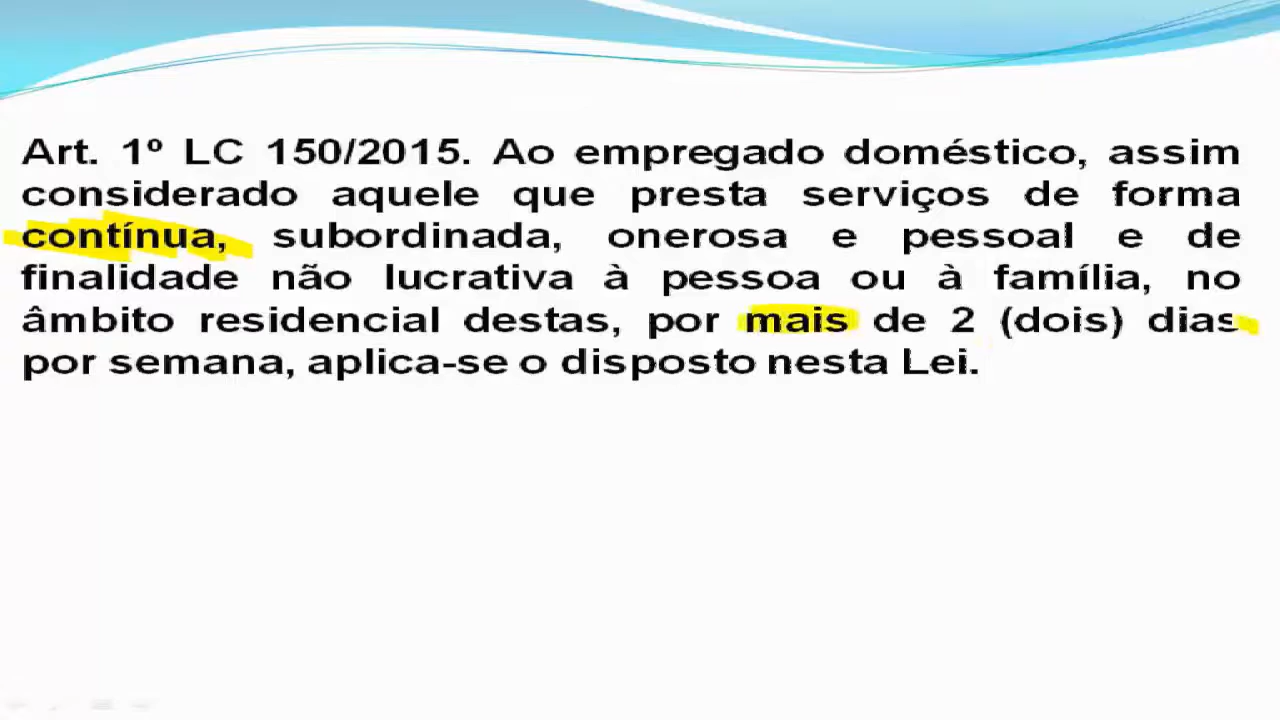 Art. 1º LC 150/2015. Ao empregado doméstico, assim
considerado aquele que presta serviços de forma
contínua, subordinada, onerosa e pessoal e de
finalidade não lucrativa à pessoa ou à família, no
âmbito residencial destas, por mais de 2 (dois) dias
por semana, aplica-se o disposto nesta Lei.